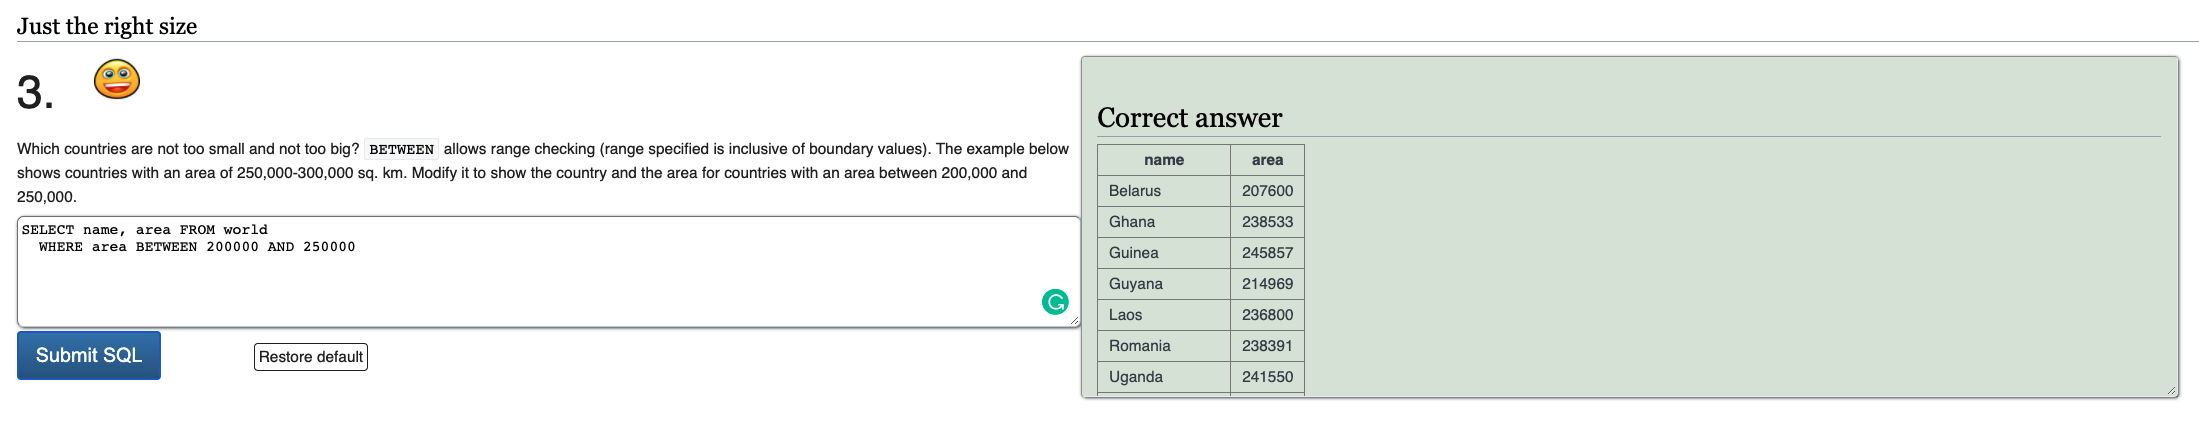 Just the right size
3.
Which countries are not too small and not too big? BETWEEN allows range checking (range specified is inclusive of boundary values). The example below
shows countries with an area of 250,000-300,000 sq. km. Modify it to show the country and the area for countries with an area between 200,000 and
250,000.
SELECT name, area FROM world
WHERE area BETWEEN 200000 AND 250000
Submit SQL
Restore default
Correct answer
name area
Belarus 207600
Ghana 238533
Guinea 245857
Guyana 214969
Laos 236800
Romania 238391
Uganda 241550